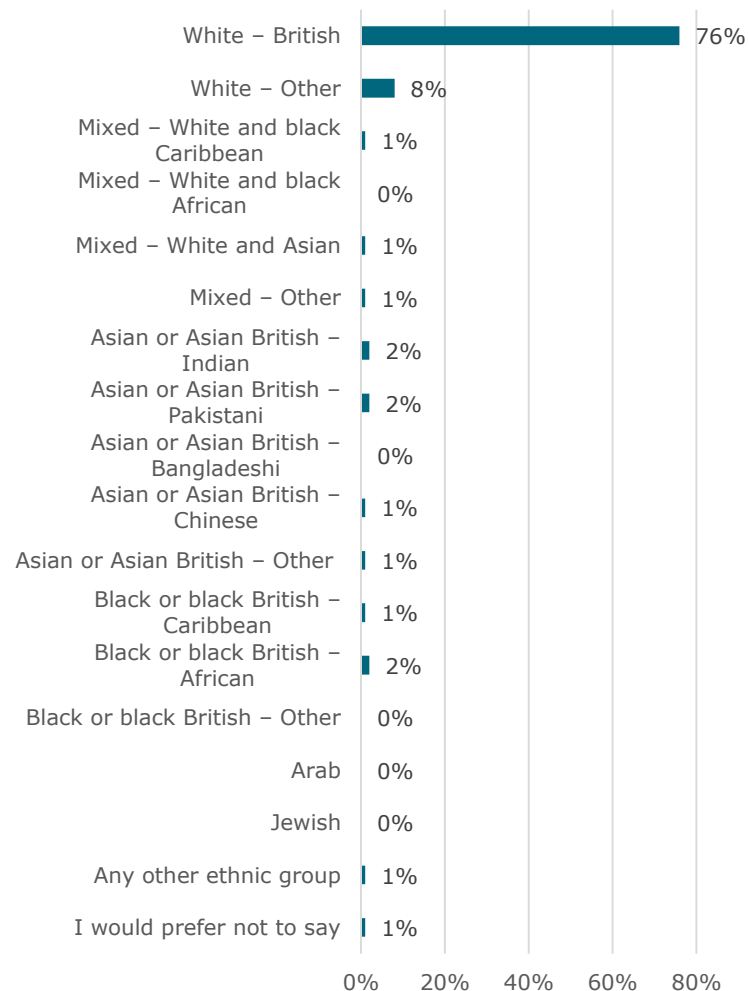 White – British
76%
White – Other
8%
Mixed – White and black
Caribbean
1%
Mixed – White and black
African
0%
Mixed – White and Asian
1%
Mixed – Other
1%
Asian or Asian British –
Indian
2%
Asian or Asian British –
Pakistani
2%
Asian or Asian British –
Bangladeshi
0%
Asian or Asian British –
Chinese
1%
Asian or Asian British – Other
1%
Black or black British –
Caribbean
1%
Black or black British –
African
2%
Black or black British – Other
0%
Arab
0%
Jewish
0%
Any other ethnic group
1%
I would prefer not to say
1%
0% 20% 40% 60% 80%